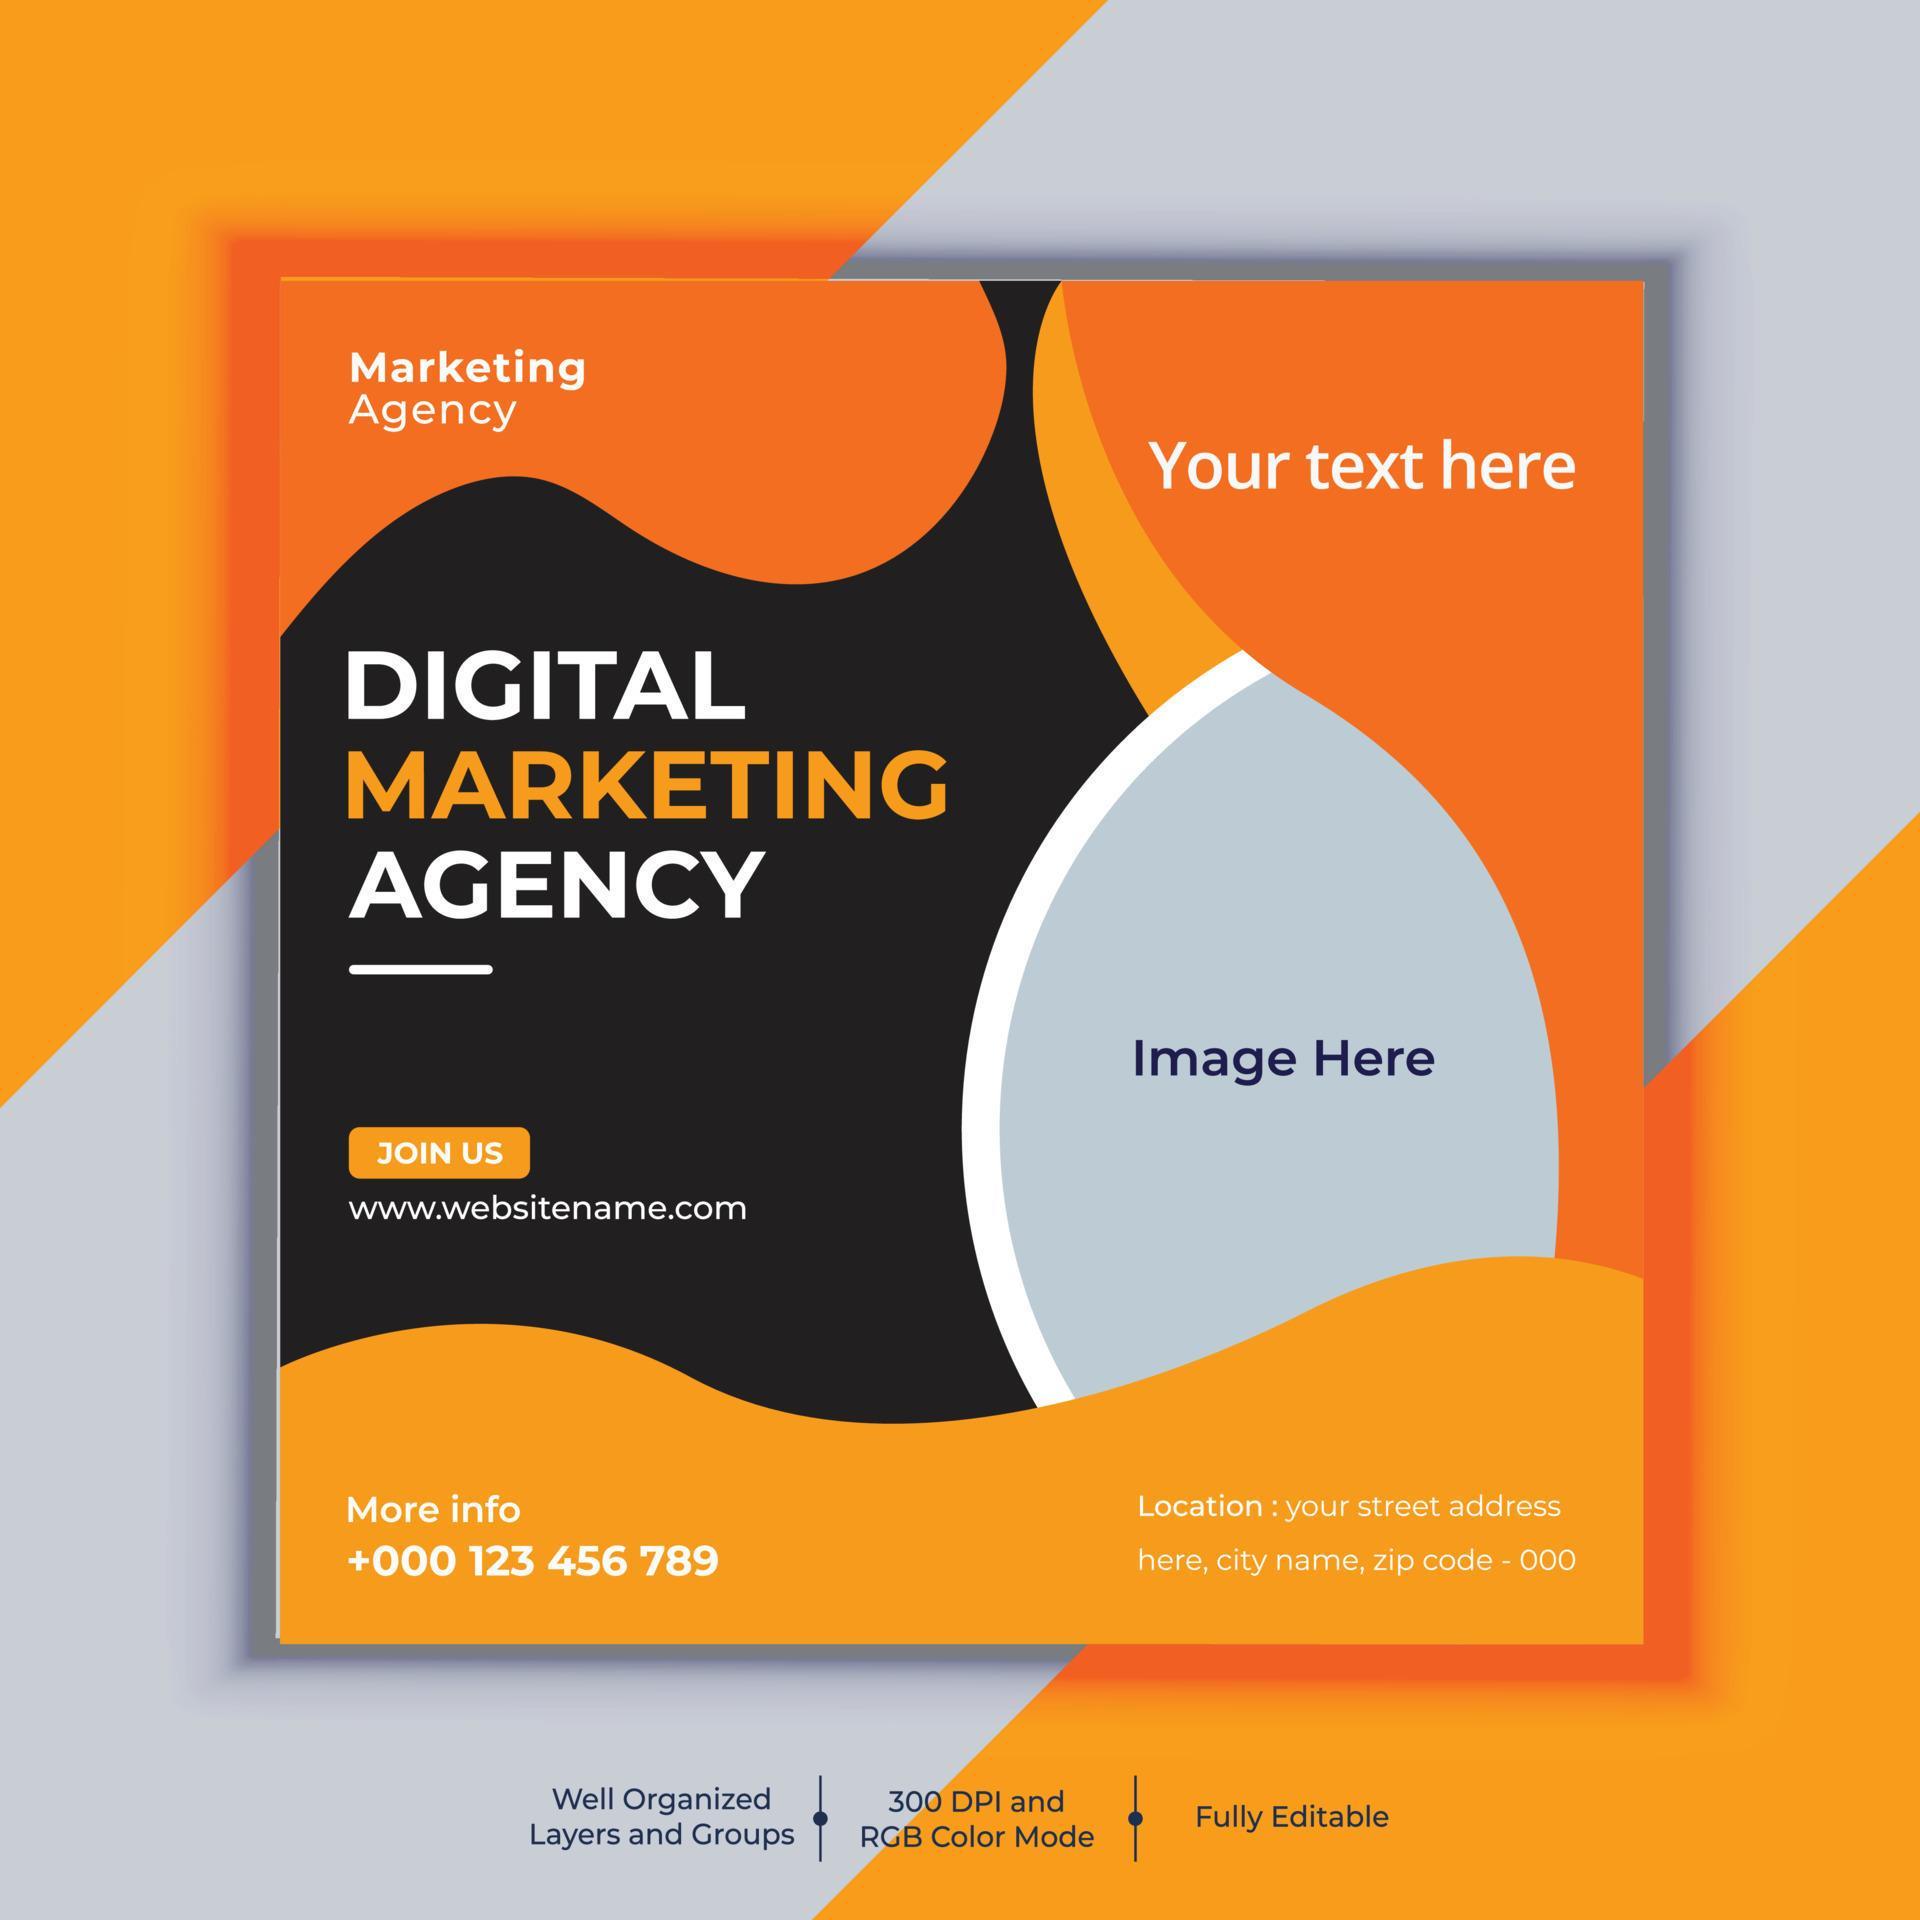 Marketing
Agency
Your text here
DIGITAL
MARKETING
AGENCY
Image Here
JOIN US
www.websitename.com
More info
+000 123 456 789
Location : your street address
here, city name, zip code - 000
Well Organized
Layers and Groups
300 DPI and
RGB Color Mode
Fully Editable